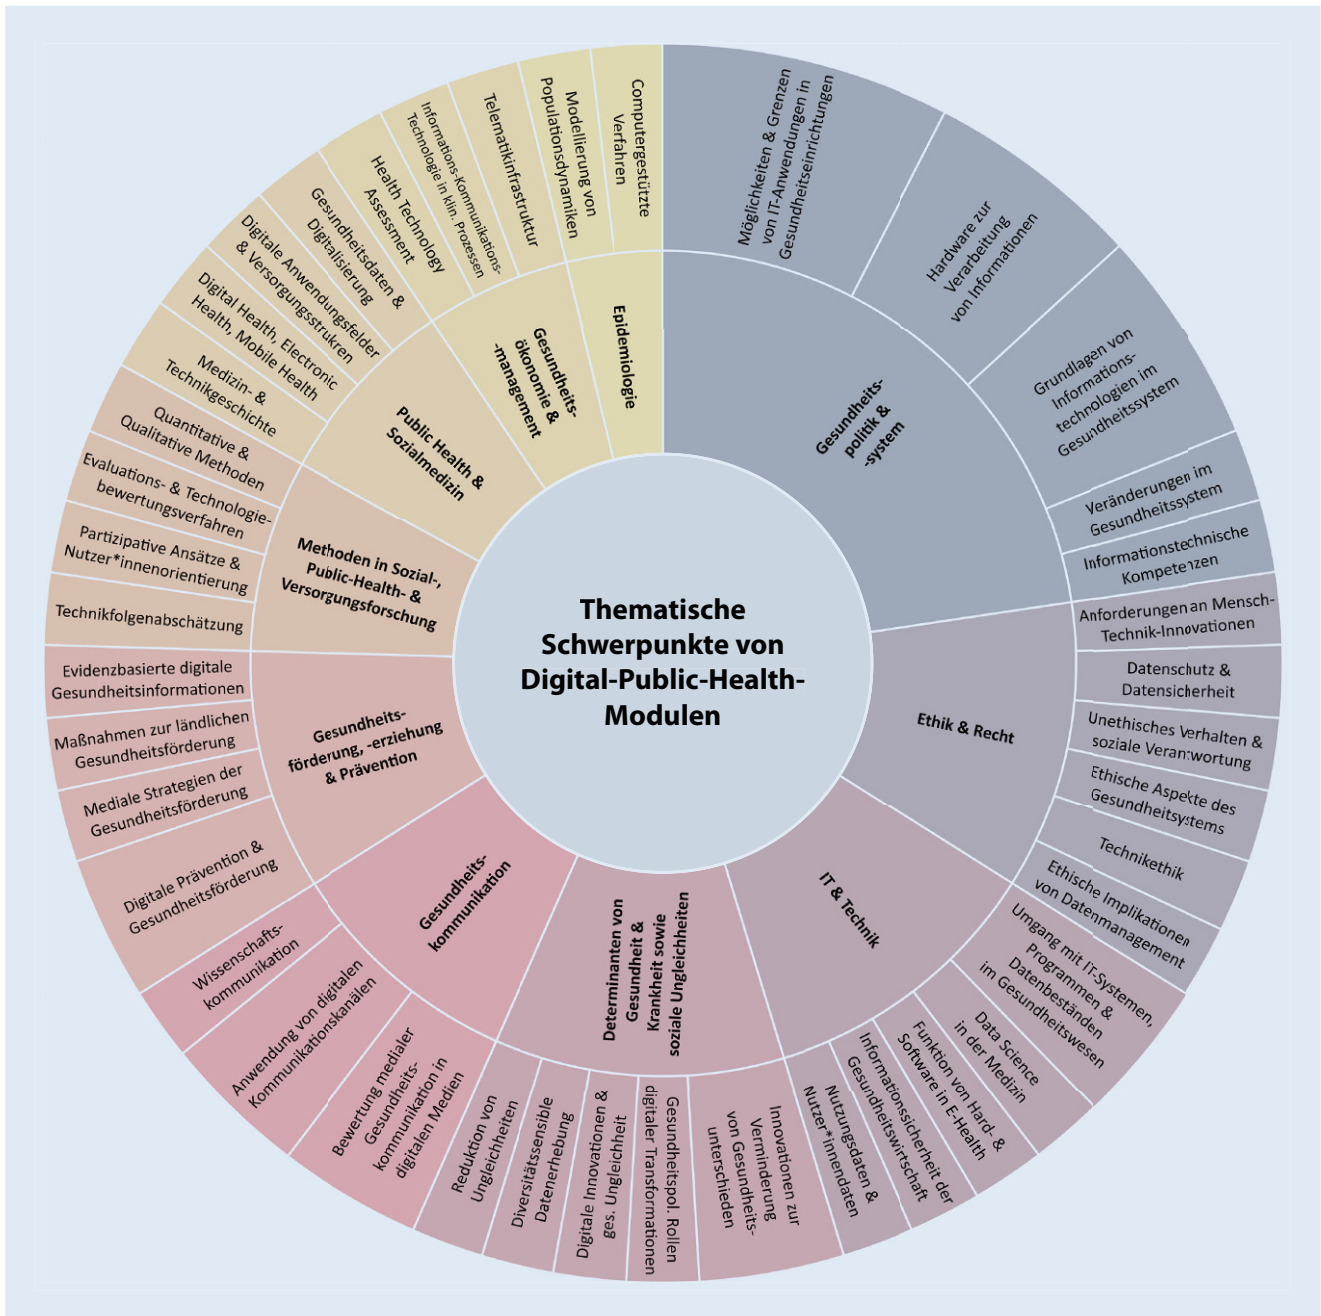 Thematische
Schwerpunkte von
Digital-Public-Health-
Modulen
Gesundheits-
politik &
-system
Möglichkeiten & Grenzen
von IT-Anwendungen in
Gesundheitseinrichtungen
Hardware zur
Verarbeitung
von Informationen
Grundlagen von
Informations-
technologien im
Gesundheitssystem
Veränderungen im
Gesundheitssystem
Informationstechnische
Kompetenzen
Ethik & Recht
Anforderungen an Mensch-
Technik-Innovationen
Datenschutz &
Datensicherheit
Unethisches Verhalten &
soziale Verantwortung
Ethische Aspekte des
Gesundheitsystems
Technikethik
Ethische Implikationen
von Datenmanagement
IT & Technik
Umgang mit IT-Systemen,
Programmen &
Datenbeständen
im Gesundheitswesen
Data Science
in der Medizin
Funktion von Hard- &
Software in E-Health
Informationssicherheit der
Gesundheitswirtschaft
Nutzungsdaten &
Nutzer*innendaten
Determinanten von
Gesundheit &
Krankheit sowie
soziale Ungleichheiten
Innovationen zur
Verminderung
von Gesundheits-
unterschieden
Gesundheitspol. Rollen
digitaler Transformationen
Digitale Innovationen &
ges. Ungleichheit
Diversitätssensible
Datenerhebung
Reduktion von
Ungleichheiten
Gesundheits-
kommunikation
Bewertung medialer
Gesundheits-
kommunikation in
digitalen Medien
Anwendung von digitalen
Kommunikationskanälen
Wissenschafts-
kommunikation
Gesundheits-
förderung, -erziehung
& Prävention
Digitale Prävention &
Gesundheitsförderung
Mediale Strategien der
Gesundheitsförderung
Maßnahmen zur ländlichen
Gesundheitsförderung
Evidenzbasierte digitale
Gesundheitsinformationen
Methoden in Sozial-,
Public-Health- &
Versorgungsforschung
Technikfolgenabschätzung
Partizipative Ansätze &
Nutzer*innenorientierung
Evaluations- & Technologie-
bewertungsverfahren
Quantitative &
Qualitative Methoden
Public Health &
Sozialmedizin
Medizin- &
Technikgeschichte
Digital Health, Electronic
Health, Mobile Health
Digitale Anwendungsfelder
& Versorgungsstrukren
Gesundheitsdaten &
Digitalisierung
Gesundheits-
ökonomie &
-management
Health Technology
Assessment
Informations-Kommunikations-
Technologie in klin. Prozessen
Telematikinfrastruktur
Epidemiologie
Modellierung von
Populationsdynamiken
Computergestützte
Verfahren